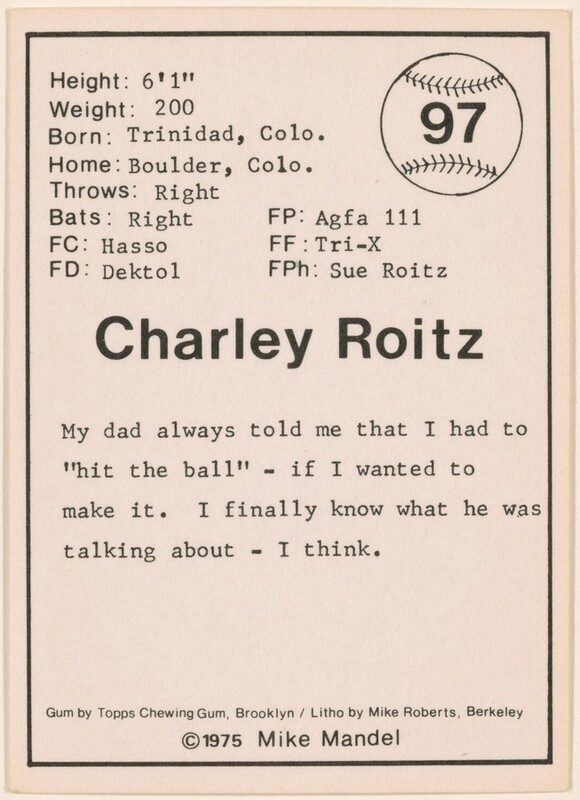 Height: 6'1"
97
Weight: 200
Born: Trinidad, Colo.
Home: Boulder, Colo.
Throws: Right
Bats: Right FP: Agfa 111
FC: Hasso FF: Tri-X
FD: Dektol FPh: Sue Roitz
Charley Roitz
My dad always told me that I had to
"hit the ball" - if I wanted to
make it. I finally know what he was
talking about - I think.
Gum by Topps Chewing Gum, Brooklyn / Litho by Mike Roberts, Berkeley
©1975 Mike Mandel